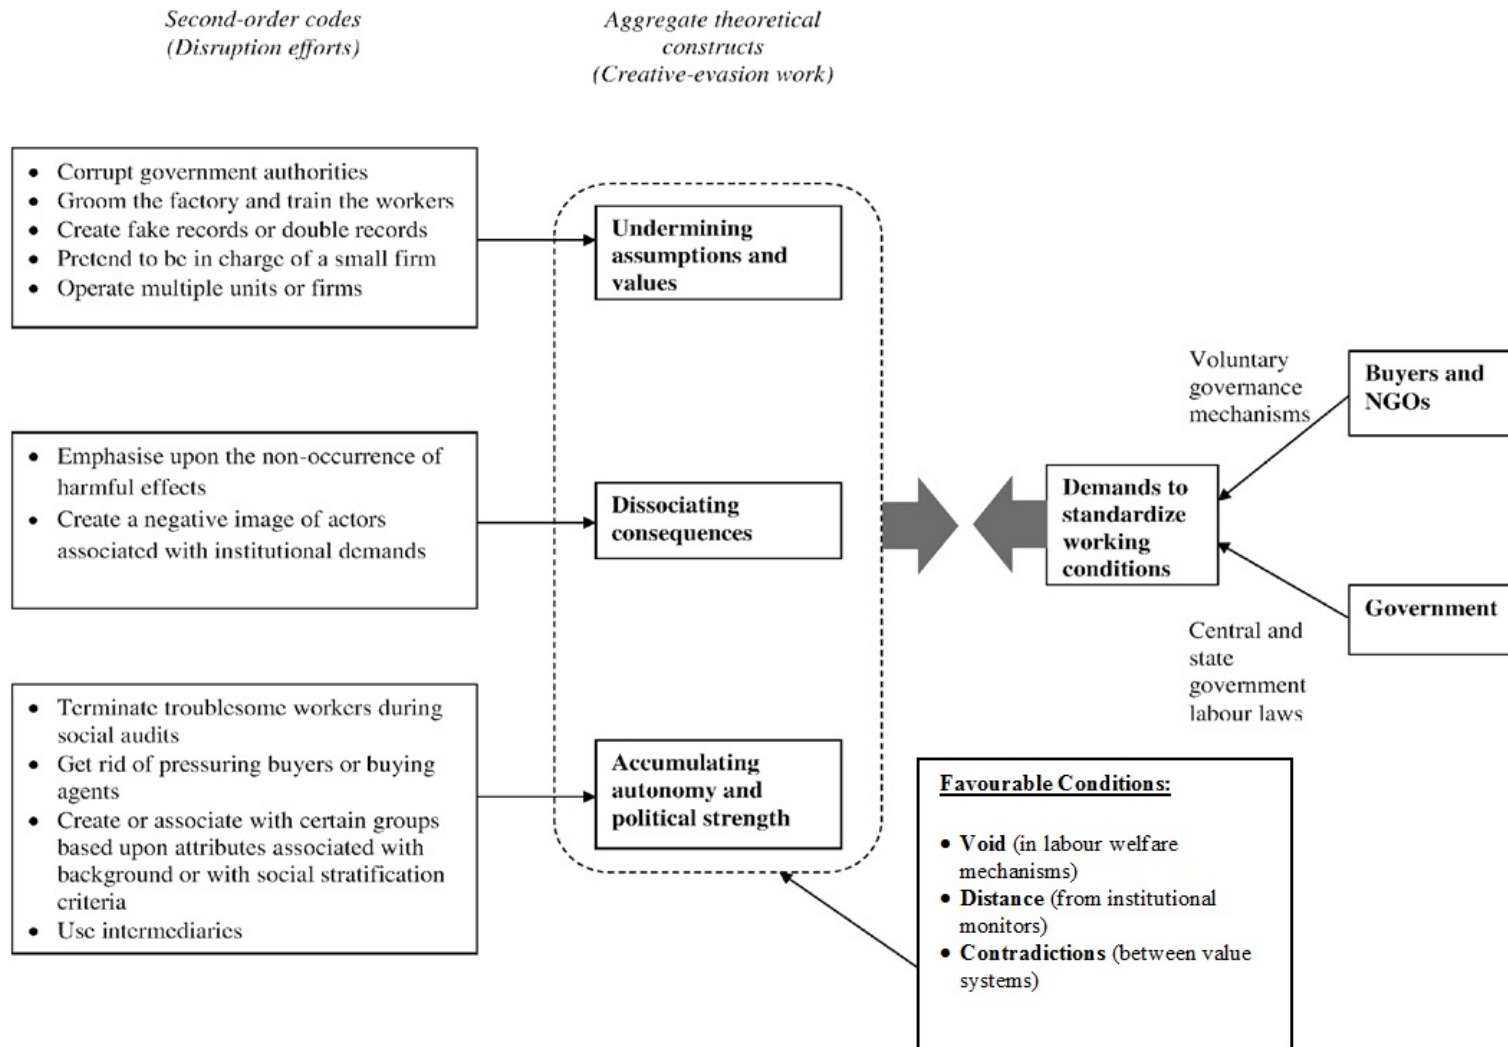 Second-order codes
(Disruption efforts)
Aggregate theoretical
constructs
(Creative-evasion work)
• Corrupt government authorities
• Groom the factory and train the workers
• Create fake records or double records
• Pretend to be in charge of a small firm
• Operate multiple units or firms
Undermining
assumptions and
values
• Emphasise upon the non-occurrence of
harmful effects
• Create a negative image of actors
associated with institutional demands
Dissociating
consequences
• Terminate troublesome workers during
social audits
• Get rid of pressuring buyers or buying
agents
• Create or associate with certain groups
based upon attributes associated with
background or with social stratification
criteria
• Use intermediaries
Accumulating
autonomy and
political strength
Voluntary
governance
mechanisms
Buyers and
NGOs
Demands to
standardize
working
conditions
Government
Central and
state
government
labour laws
Favourable Conditions:
• Void (in labour welfare
mechanisms)
• Distance (from institutional
monitors)
• Contradictions (between value
systems)